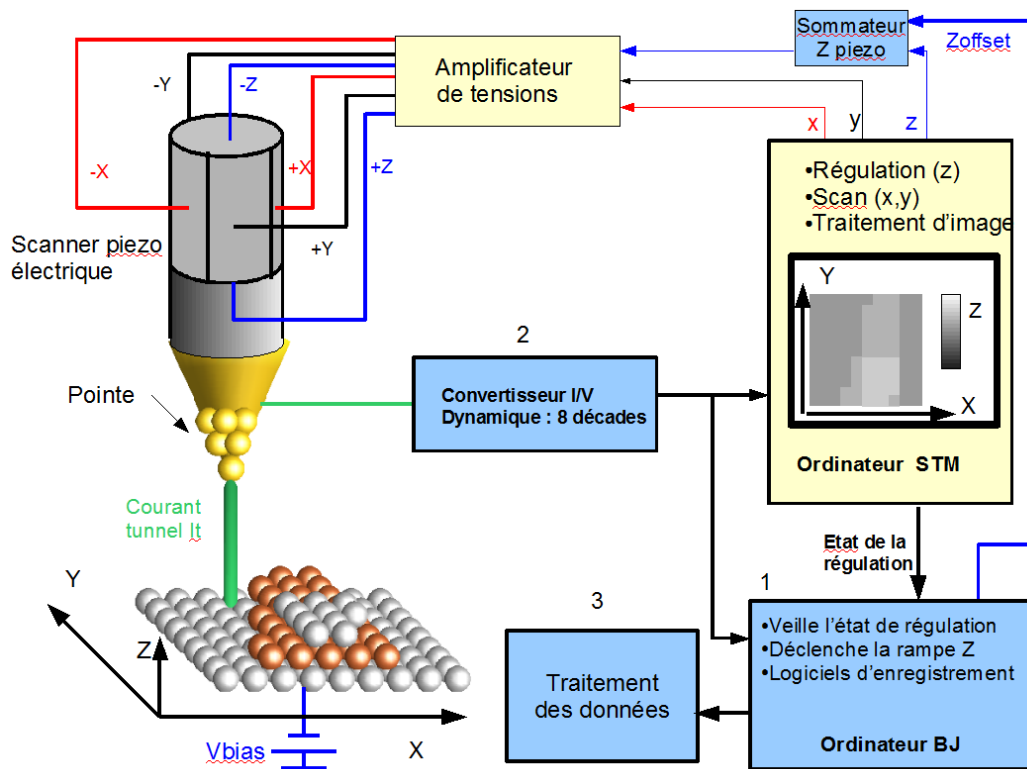 Sommateur
Z piezo
Zoffset
Amplificateur
de tensions
-Y
-Z
-X
+X
+Z
+Y
x
y
z
Scanner piezo
électrique
•Régulation (z)
•Scan (x,y)
•Traitement d'image
Y
Z
X
Ordinateur STM
2
Convertisseur I/V
Dynamique : 8 décades
Pointe
Courant
tunnel It
Etat de la
régulation
Y
Z
X
Vbias
3
Traitement
des données
1
•Veille l'état de régulation
•Déclenche la rampe Z
•Logiciels d'enregistrement
Ordinateur BJ